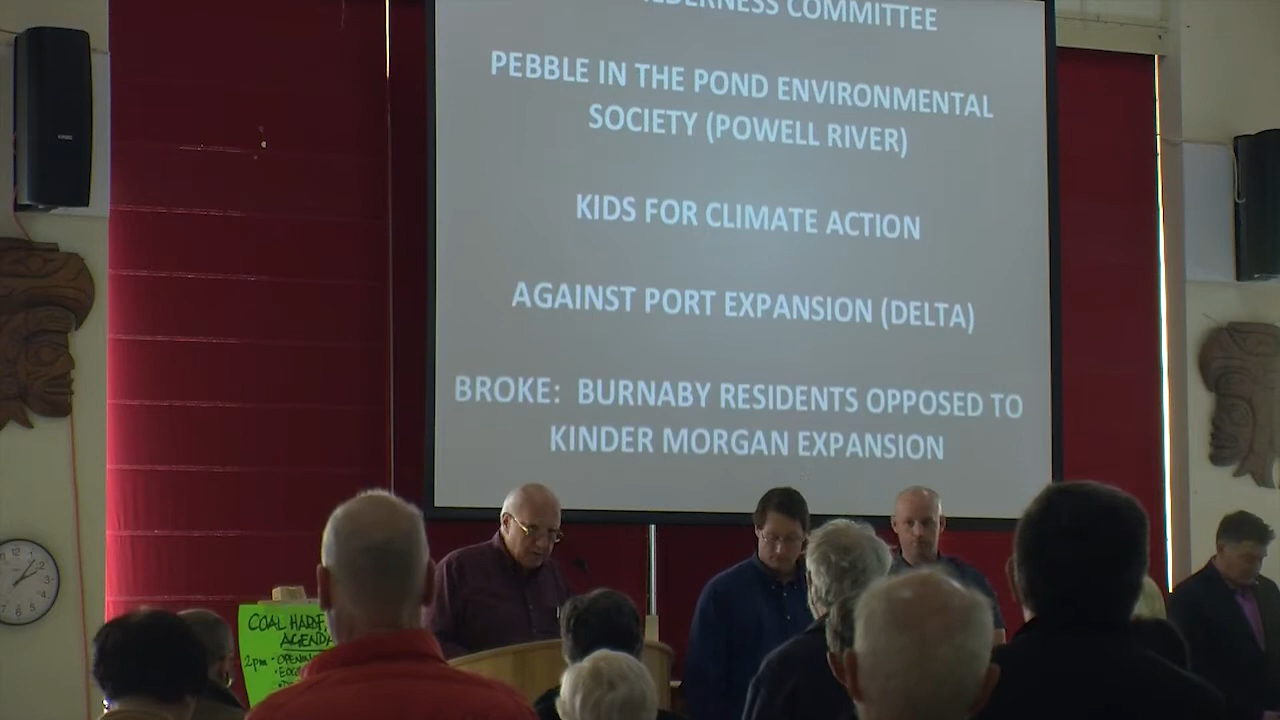 COMMITTEE
PEBBLE IN THE POND ENVIRONMENTAL
SOCIETY (POWELL RIVER)
KIDS FOR CLIMATE ACTION
AGAINST PORT EXPANSION (DELTA)
BROKE: BURNABY RESIDENTS OPPOSED TO
KINDER MORGAN EXPANSION
COAL
AGENDA
2pm